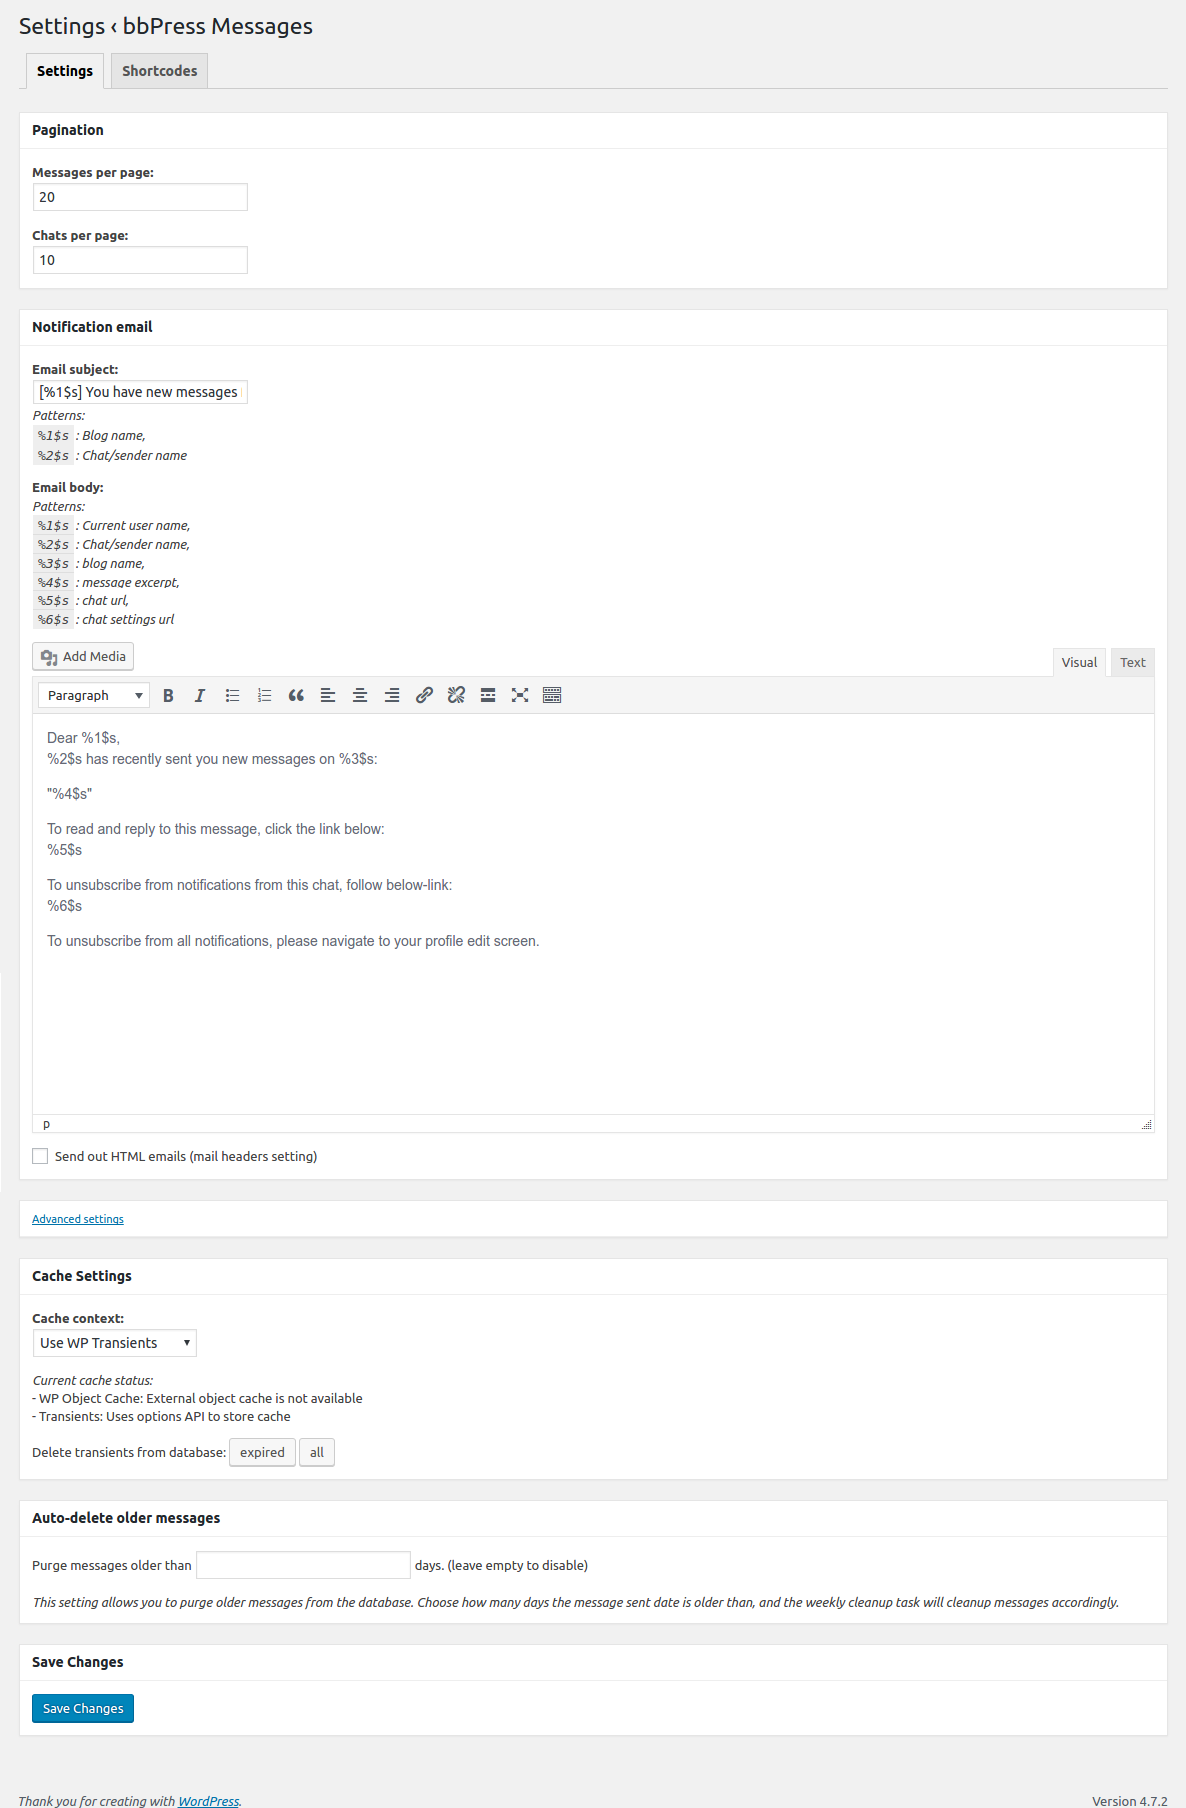 Settings ‹ bbPress Messages
Settings
Shortcodes
Pagination
Messages per page:
20
Chats per page:
10
Notification email
Email subject:
[%1$s] You have new messages
Patterns:
%1$s : Blog name,
%2$s : Chat/sender name
Email body:
Patterns:
%1$s : Current user name,
%2$s : Chat/sender name,
%3$s : blog name,
%4$s : message excerpt,
%5$s : chat url,
%6$s : chat settings url
Add Media
Visual
Text
Paragraph
Dear %1$s,
%2$s has recently sent you new messages on %3$s:
"%4$s"
To read and reply to this message, click the link below:
%5$s
To unsubscribe from notifications from this chat, follow below-link:
%6$s
To unsubscribe from all notifications, please navigate to your profile edit screen.
p
Send out HTML emails (mail headers setting)
Advanced settings
Cache Settings
Cache context:
Use WP Transients
Current cache status:
- WP Object Cache: External object cache is not available
- Transients: Uses options API to store cache
Delete transients from database: expired all
Auto-delete older messages
Purge messages older than days. (leave empty to disable)
This setting allows you to purge older messages from the database. Choose how many days the message sent date is older than, and the weekly cleanup task will cleanup messages accordingly.
Save Changes
Save Changes
Thank you for creating with WordPress.
Version 4.7.2